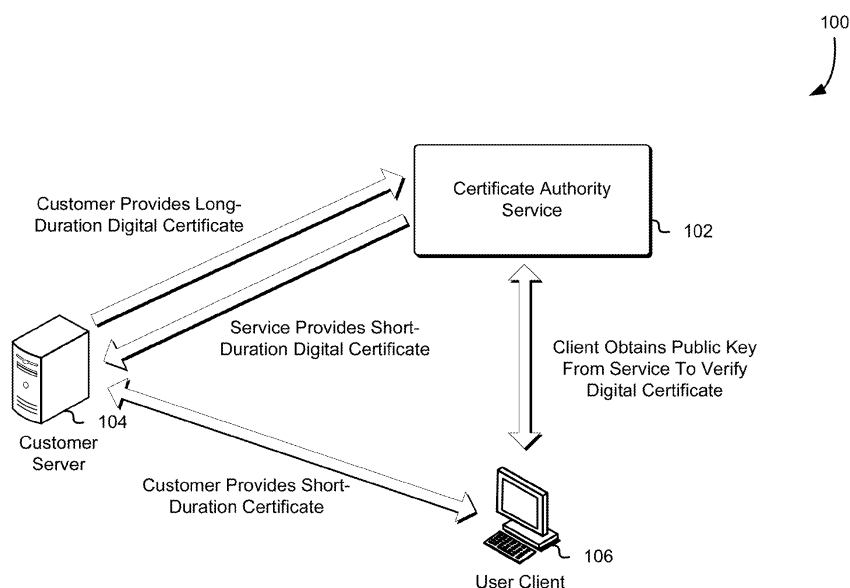 100
Certificate Authority
Service
102
Customer Provides Long-
Duration Digital Certificate
Service Provides Short-
Duration Digital Certificate
Client Obtains Public Key
From Service To Verify
Digital Certificate
104
Customer
Server
Customer Provides Short-
Duration Certificate
106
User Client